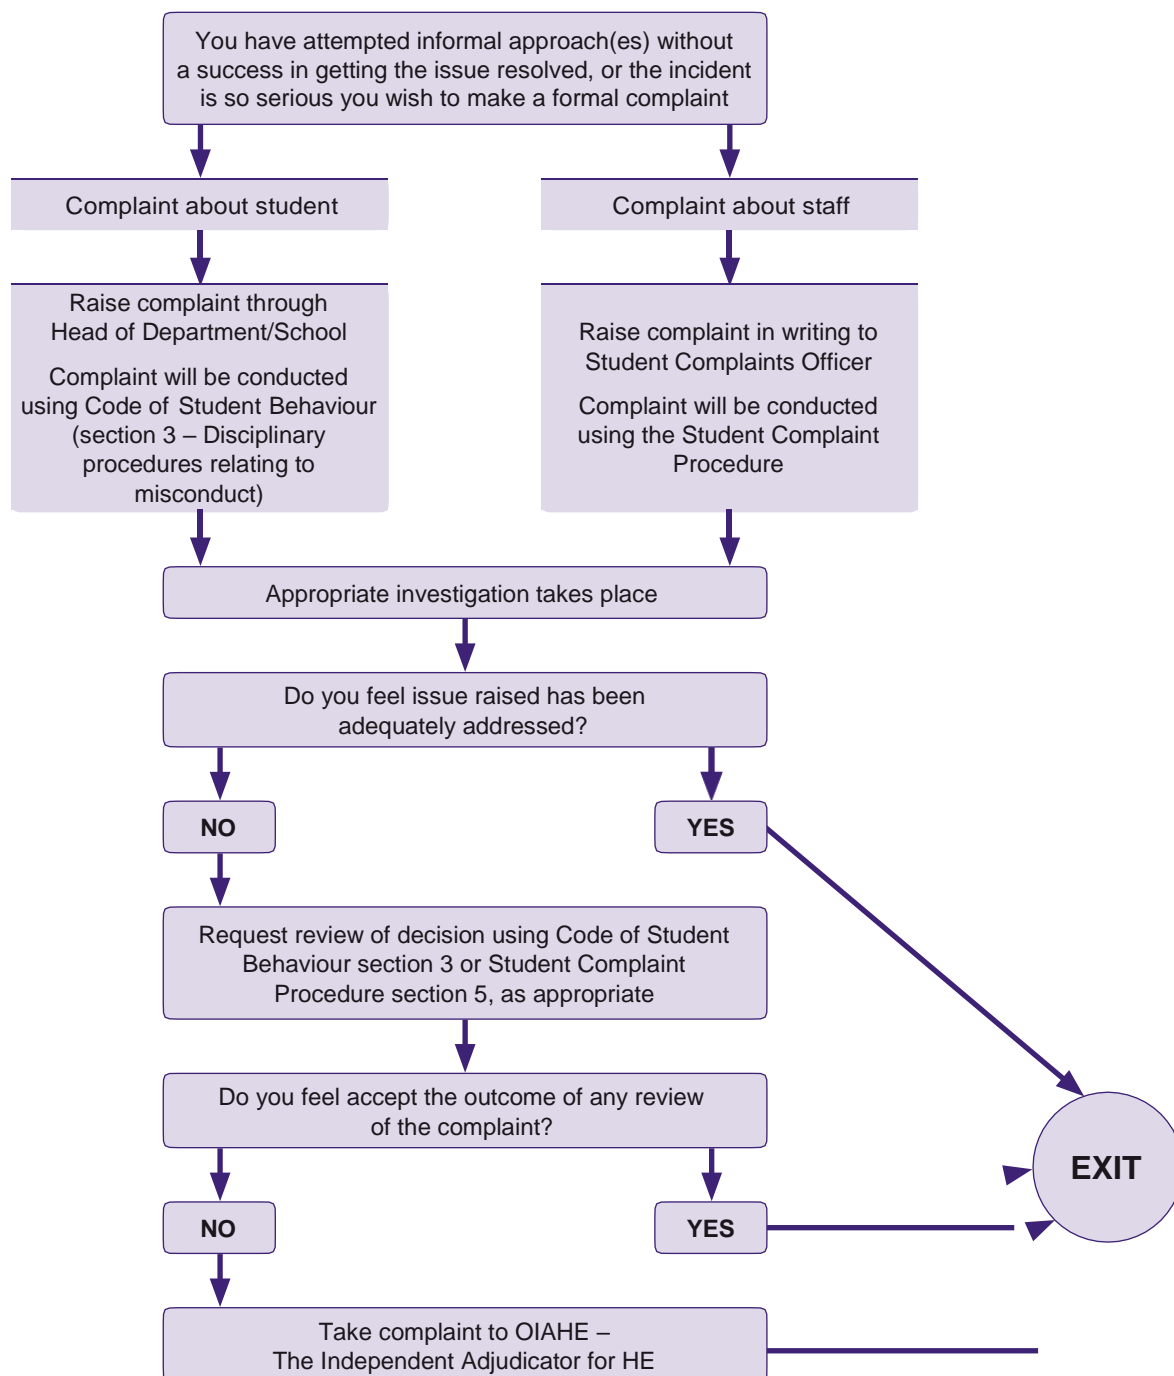 You have attempted informal approach(es) without
a success in getting the issue resolved, or the incident
is so serious you wish to make a formal complaint
Complaint about student
Complaint about staff
Raise complaint through
Head of Department/School
Complaint will be conducted
using Code of Student Behaviour
(section 3 – Disciplinary
procedures relating to
misconduct)
Raise complaint in writing to
Student Complaints Officer
Complaint will be conducted
using the Student Complaint
Procedure
Appropriate investigation takes place
Do you feel issue raised has been
adequately addressed?
NO
YES
Request review of decision using Code of Student
Behaviour section 3 or Student Complaint
Procedure section 5, as appropriate
Do you feel accept the outcome of any review
of the complaint?
EXIT
NO
YES
Take complaint to OIAHE –
The Independent Adjudicator for HE